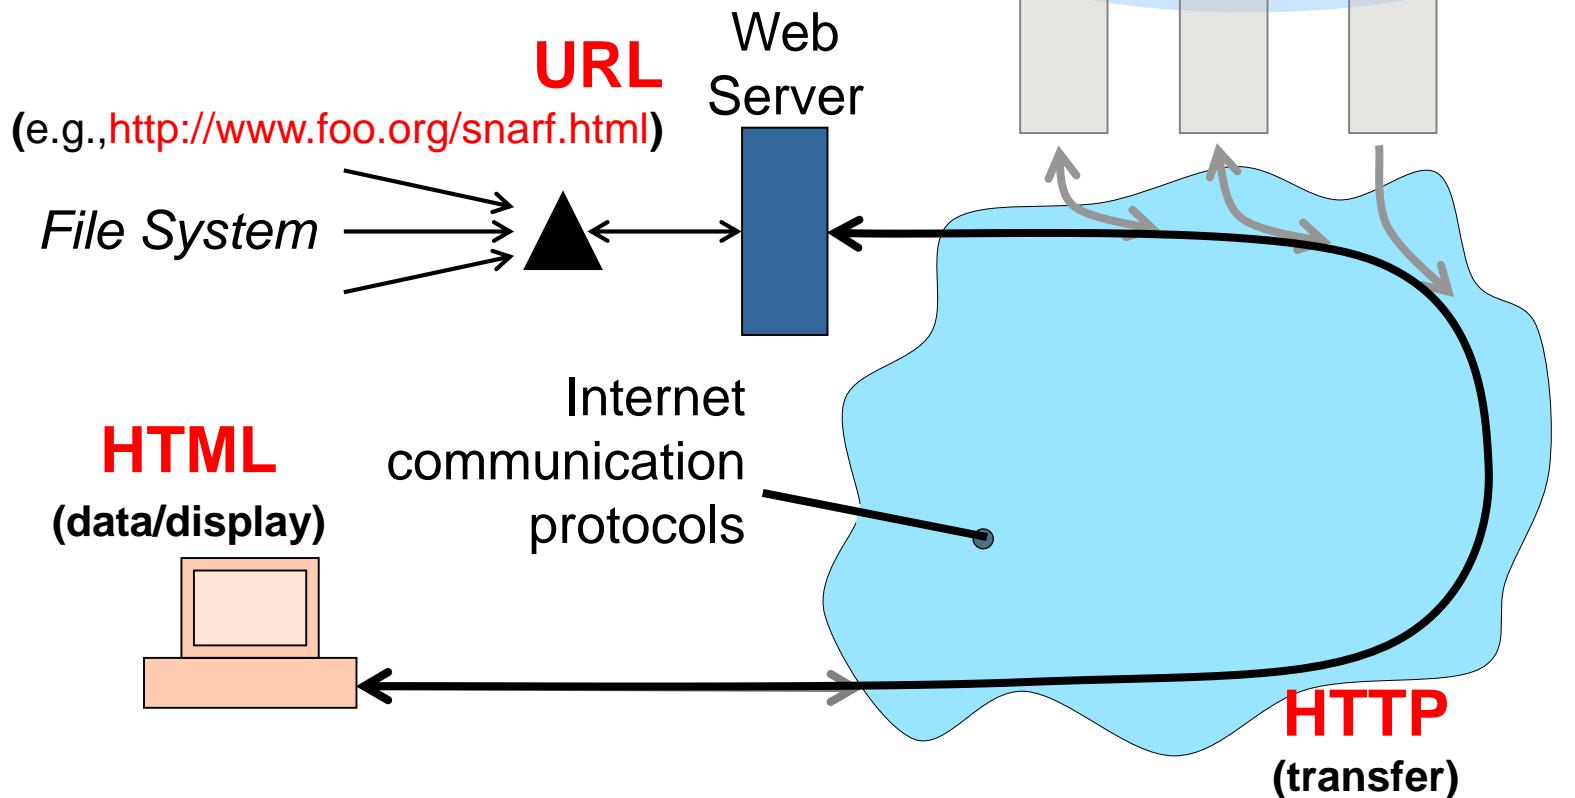 URL
(e.g.,http://www.foo.org/snarf.html)
Web
Server
File System
Internet
communication
protocols
HTML
(data/display)
HTTP
(transfer)